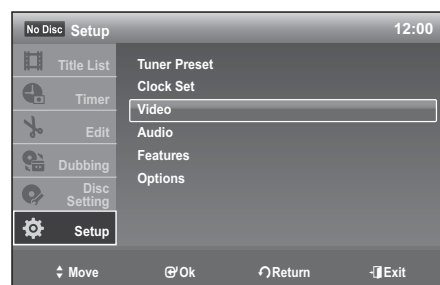 No Disc Setup 12:00
Title List
Timer
Edit
Dubbing
Disc
Setting
Setup
Tuner Preset
Clock Set
Video
Audio
Features
Options
Move Ok Return Exit